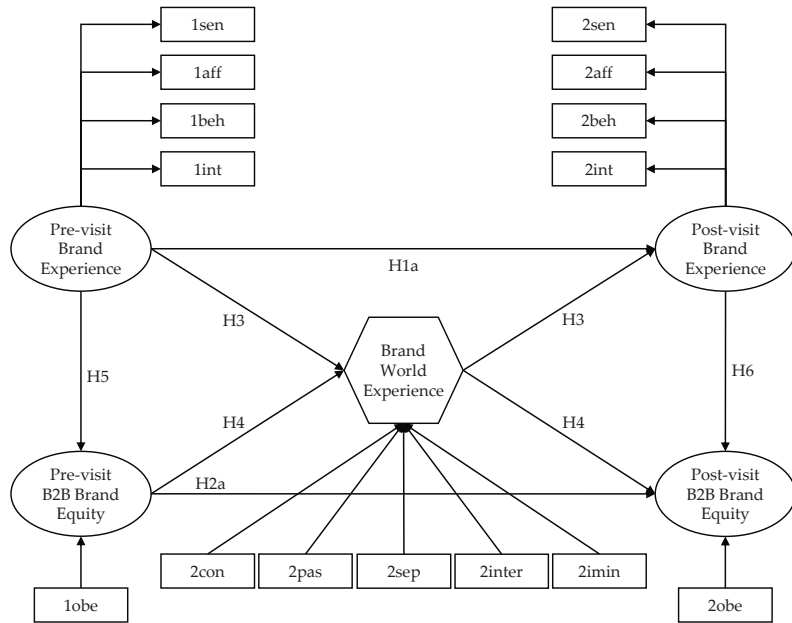 1sen
2sen
1aff
2aff
1beh
2beh
1int
2int
Pre-visit
Brand
Experience
Post-visit
Brand
Experience
H1a
H3
H3
Brand
World
Experience
H5
H6
H4
H4
Pre-visit
B2B Brand
Equity
H2a
Post-visit
B2B Brand
Equity
2con
2pas
2sep
2inter
2imin
1obe
2obe